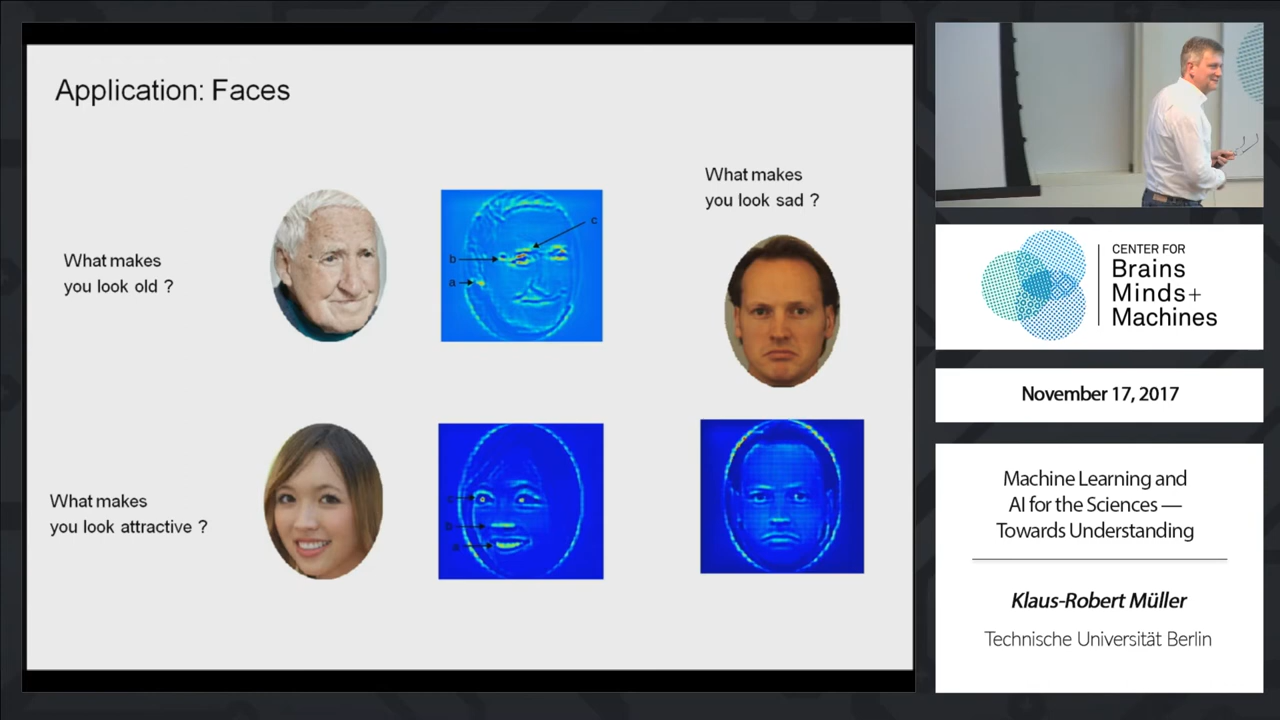 Application: Faces
What makes
you look old ?
a
b
c
What makes
you look sad ?
What makes
you look attractive ?
a
CENTER FOR
Brains
Minds+
Machines
November 17, 2017
Machine Learning and
AI for the Sciences —
Towards Understanding
Klaus-Robert Müller
Technische Universität Berlin